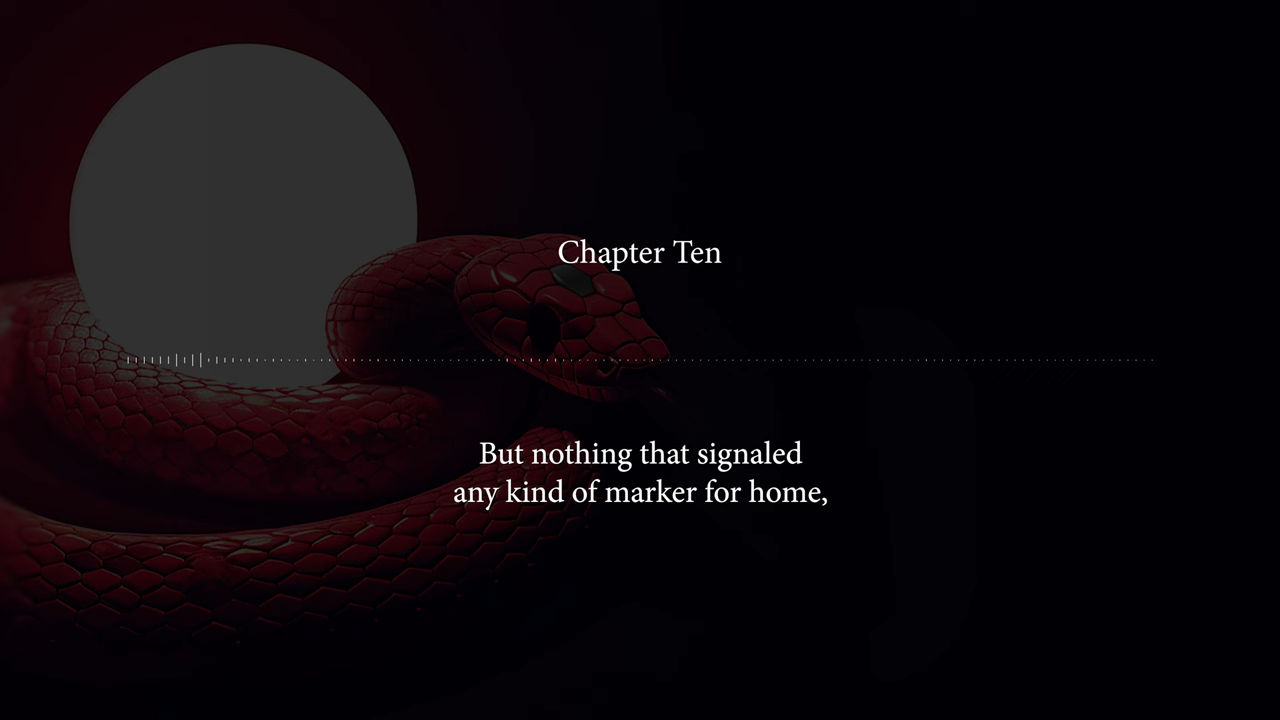 Chapter Ten
But nothing that signaled
any kind of marker for home,